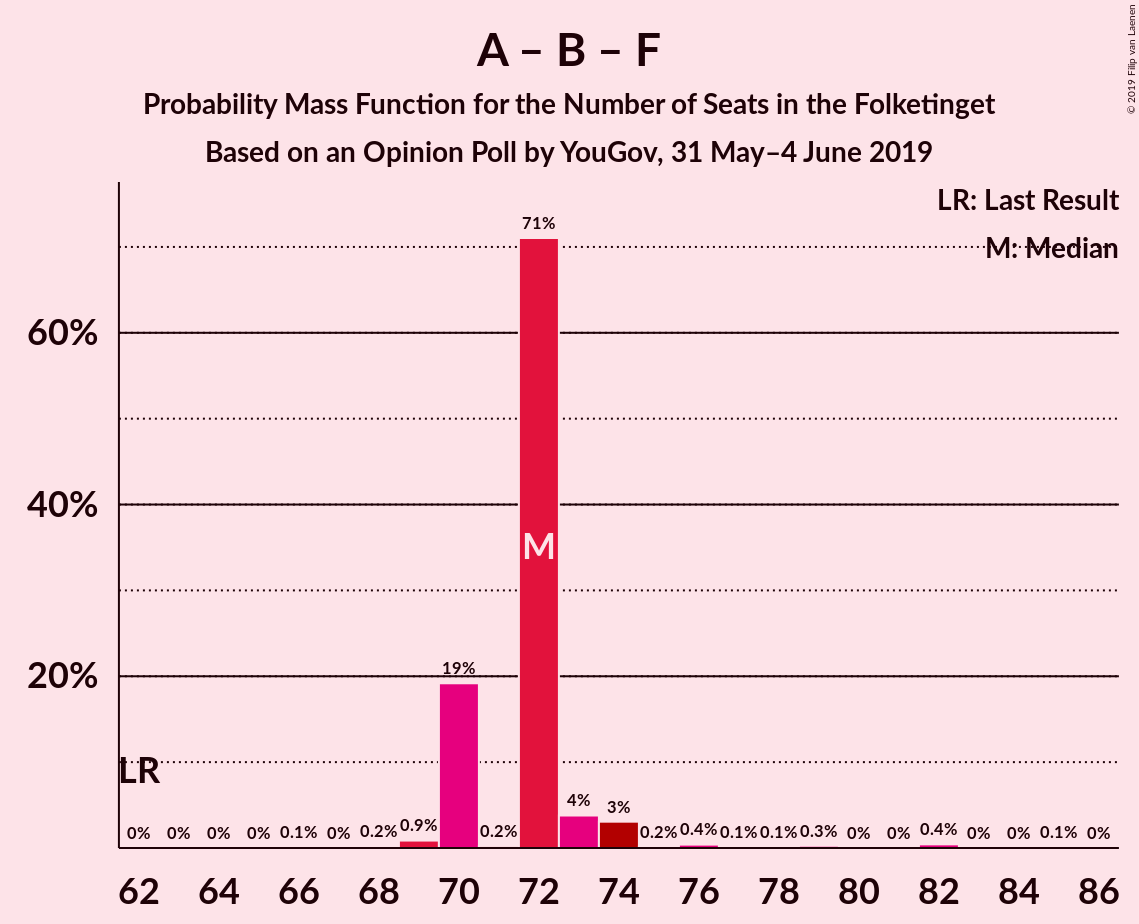 A – B – F
Probability Mass Function for the Number of Seats in the Folketinget
Based on an Opinion Poll by YouGov, 31 May–4 June 2019
© 2019 Filip van Laenen
LR: Last Result
M: Median
60%
40%
20%
LR
M
0% 0% 0% 0% 0.1% 0% 0.2% 0.9% 19% 0.2% 71% 4% 3% 0.2% 0.4% 0.1% 0.1% 0.3% 0% 0% 0.4% 0% 0% 0.1% 0%
62 64 66 68 70 72 74 76 78 80 82 84 86